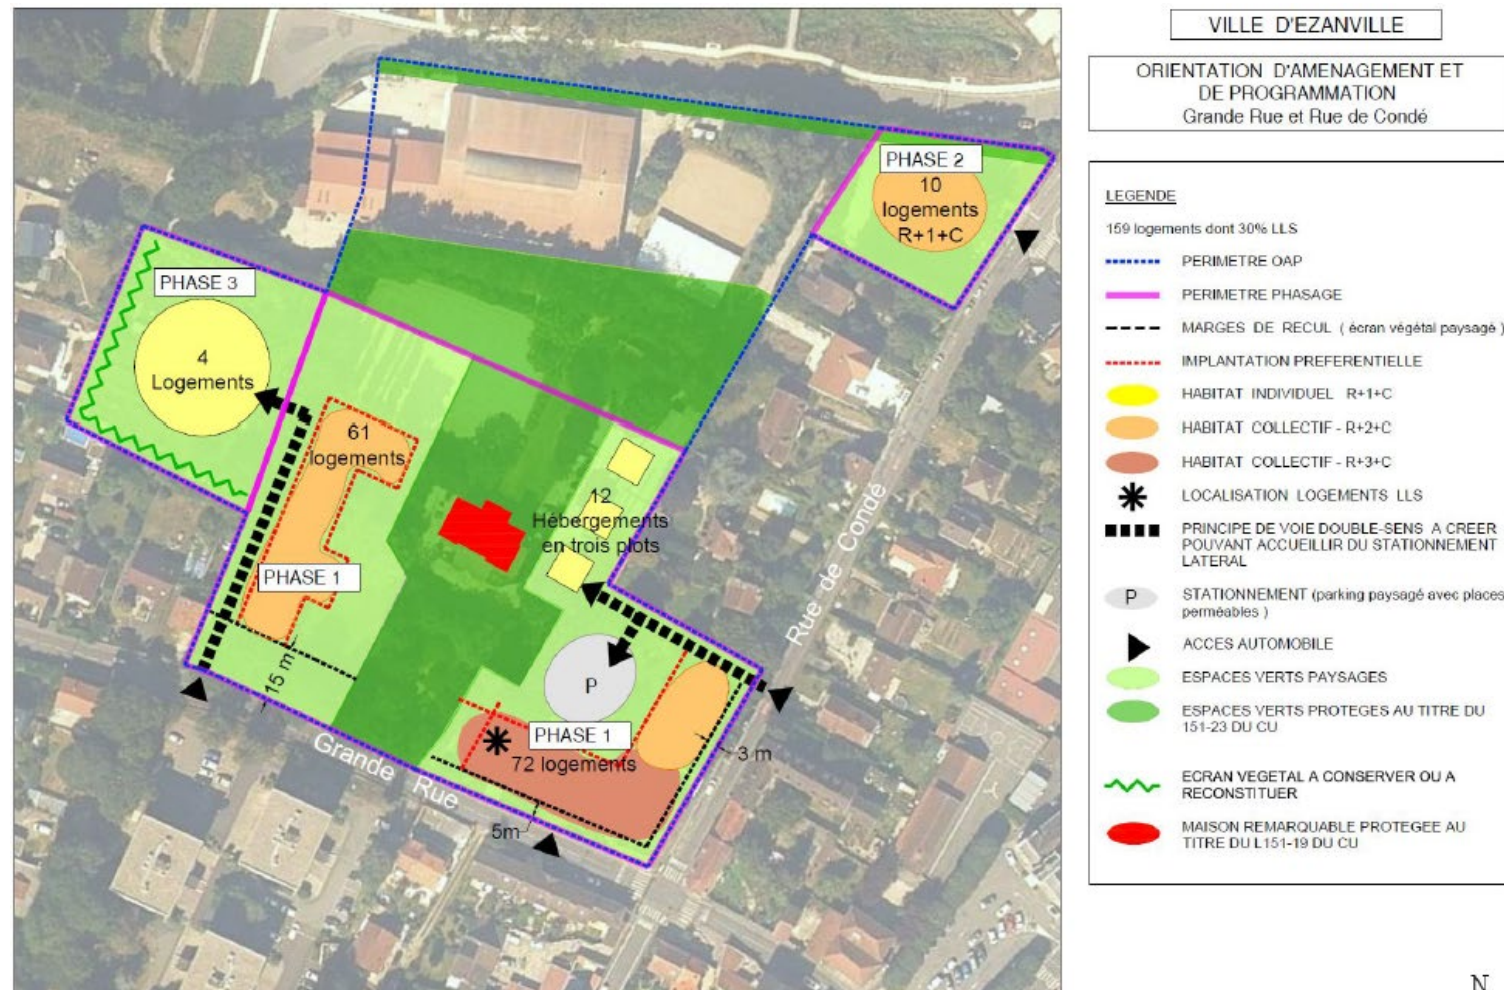 VILLE D'EZANVILLE
ORIENTATION D'AMENAGEMENT ET
DE PROGRAMMATION
Grande Rue et Rue de Condé
PHASE 2
10
logements
R+1+C
PHASE 3
4
Logements
61
logements
12
Hébergements
en trois plots
PHASE 1
15 m
P
PHASE 1
72 logements
3 m
5m
Grande Rue
Rue de Condé
LEGENDE
159 logements dont 30% LLS
PERIMETRE OAP
PERIMETRE PHASAGE
MARGES DE RECUL ( écran végétal paysagé )
IMPLANTATION PREFERENTIELLE
HABITAT INDIVIDUEL R+1+C
HABITAT COLLECTIF - R+2+C
HABITAT COLLECTIF - R+3+C
LOCALISATION LOGEMENTS LLS
PRINCIPE DE VOIE DOUBLE-SENS A CREER
POUVANT ACCUEILLIR DU STATIONNEMENT
LATERAL
P
STATIONNEMENT (parking paysagé avec places
perméables )
ACCES AUTOMOBILE
ESPACES VERTS PAYSAGES
ESPACES VERTS PROTEGES AU TITRE DU
151-23 DU CU
ECRAN VEGETAL A CONSERVER OU A
RECONSTITUER
MAISON REMARQUABLE PROTEGEE AU
TITRE DU L151-19 DU CU
N